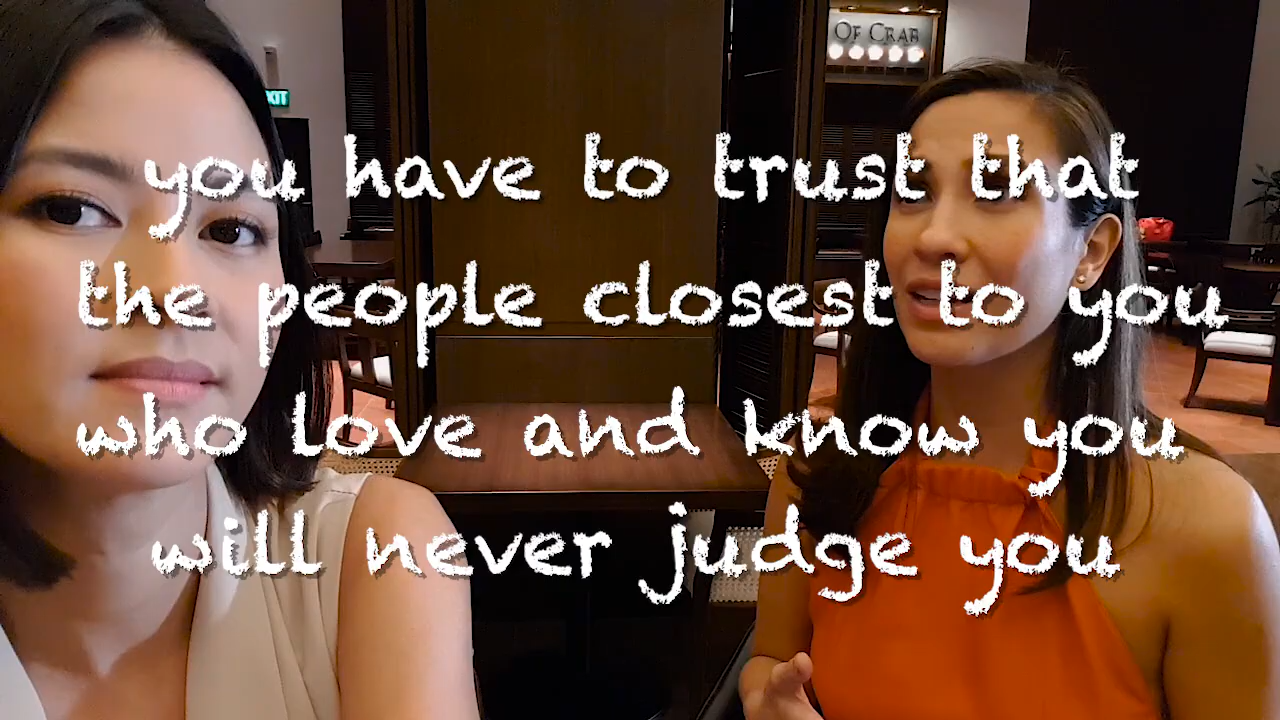 Of Crab
EXIT
you have to trust that
the people closest to you
who love and know you
will never judge you